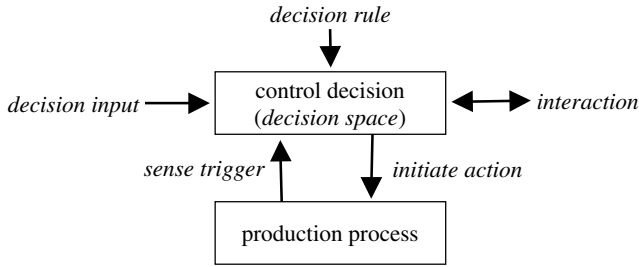 decision rule
control decision
decision input
(decision space)
interaction
sense trigger
initiate action
production process